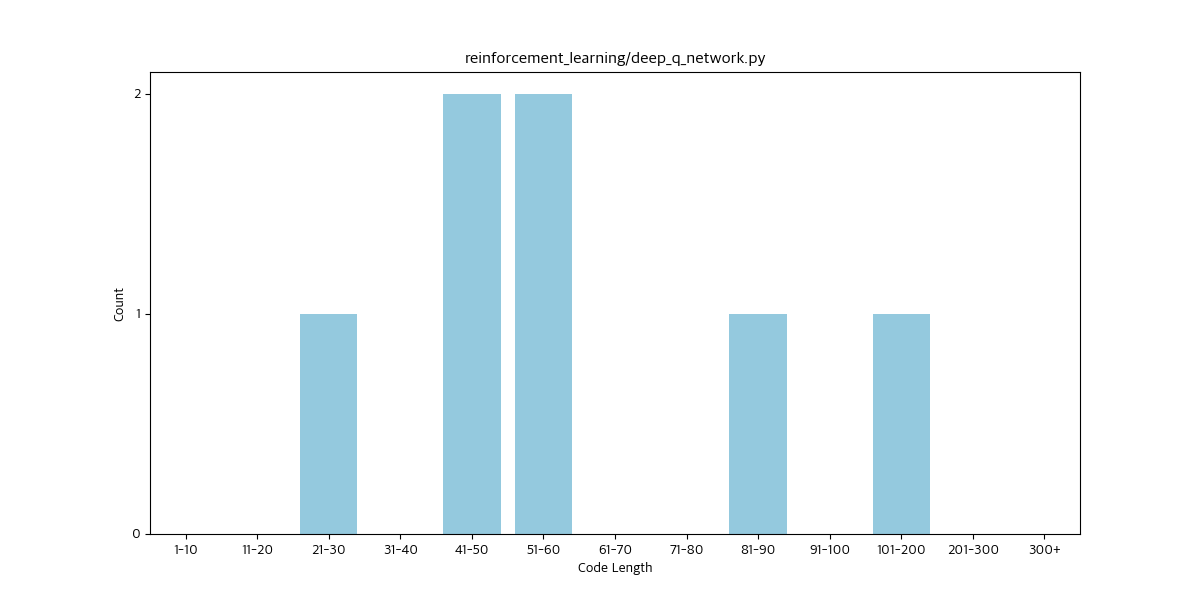 reinforcement_learning/deep_q_network.py
2
1
0
Count
1-10 11-20 21-30 31-40 41-50 51-60 61-70 71-80 81-90 91-100 101-200 201-300 300+
Code Length